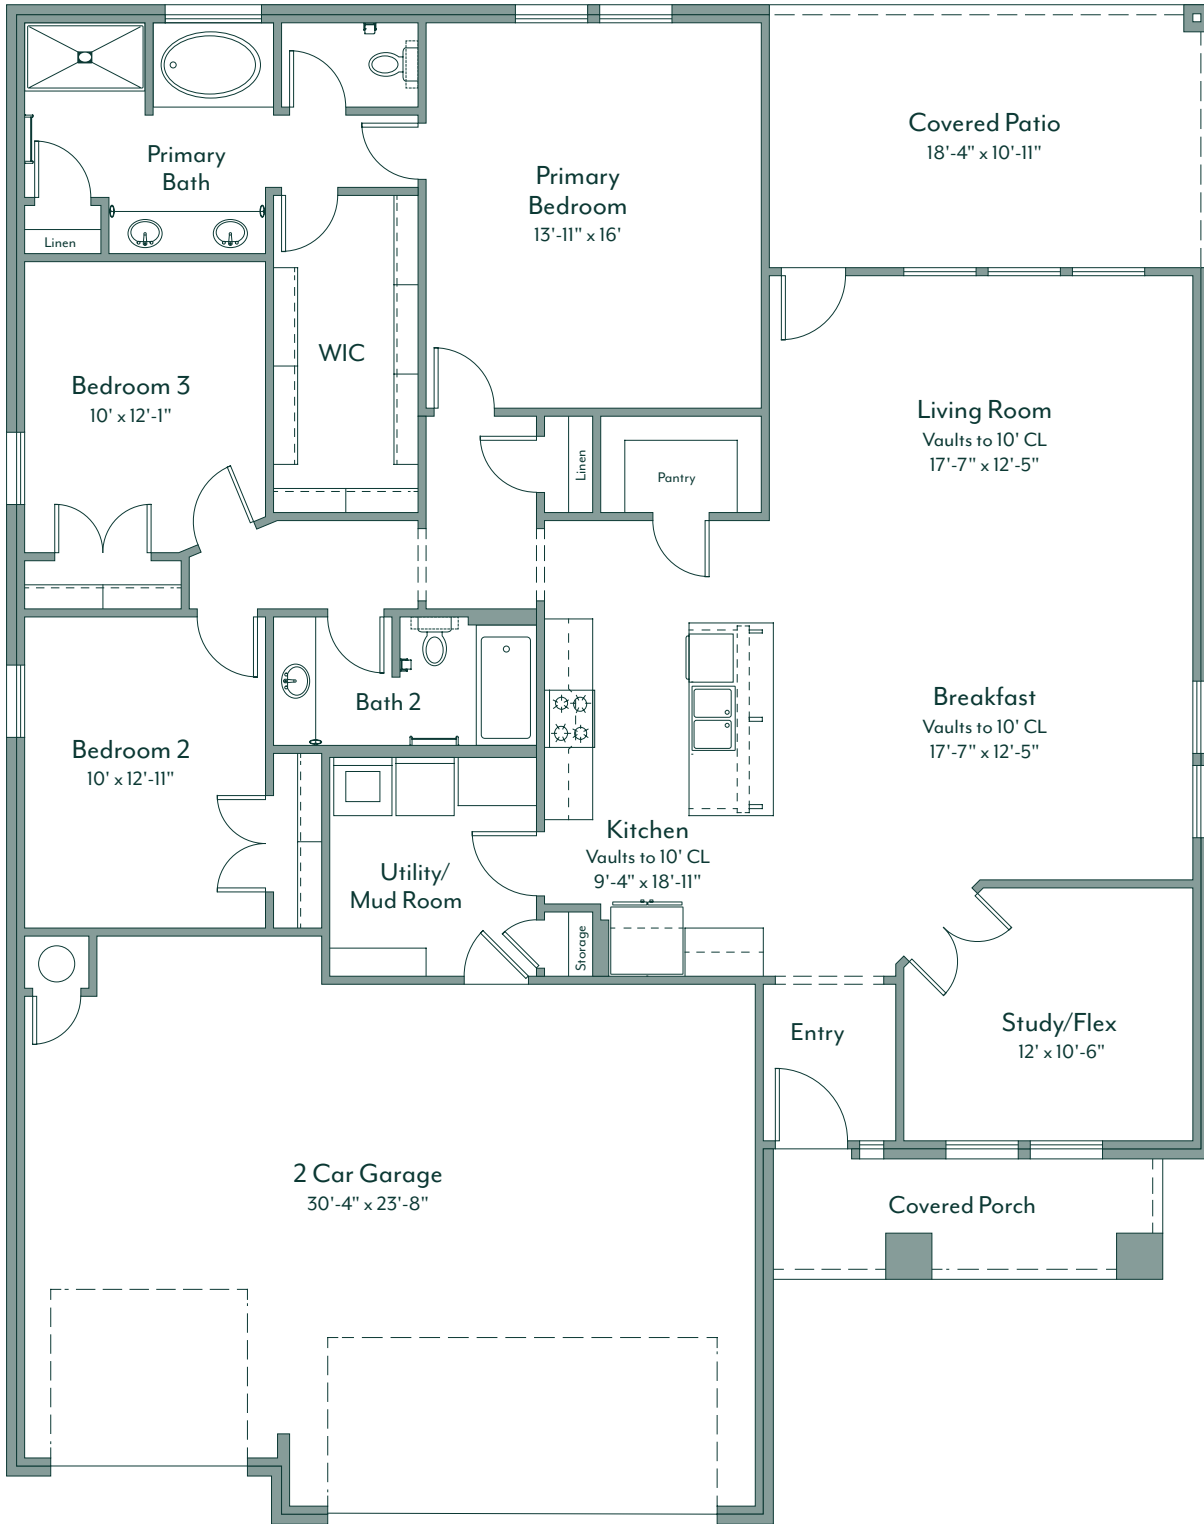 Covered Patio
18'-4" x 10'-11"
Primary
Bath
Primary
Bedroom
13'-11" x 16'
Linen
WIC
Bedroom 3
10' x 12'-1"
Living Room
Vaults to 10' CL
17'-7" x 12'-5"
Linen
Pantry
Bath 2
Breakfast
Vaults to 10' CL
17'-7" x 12'-5"
Bedroom 2
10' x 12'-11"
Kitchen
Vaults to 10' CL
9'-4" x 18'-11"
Utility/
Mud Room
Storage
Entry
Study/Flex
12' x 10'-6"
2 Car Garage
30'-4" x 23'-8"
Covered Porch